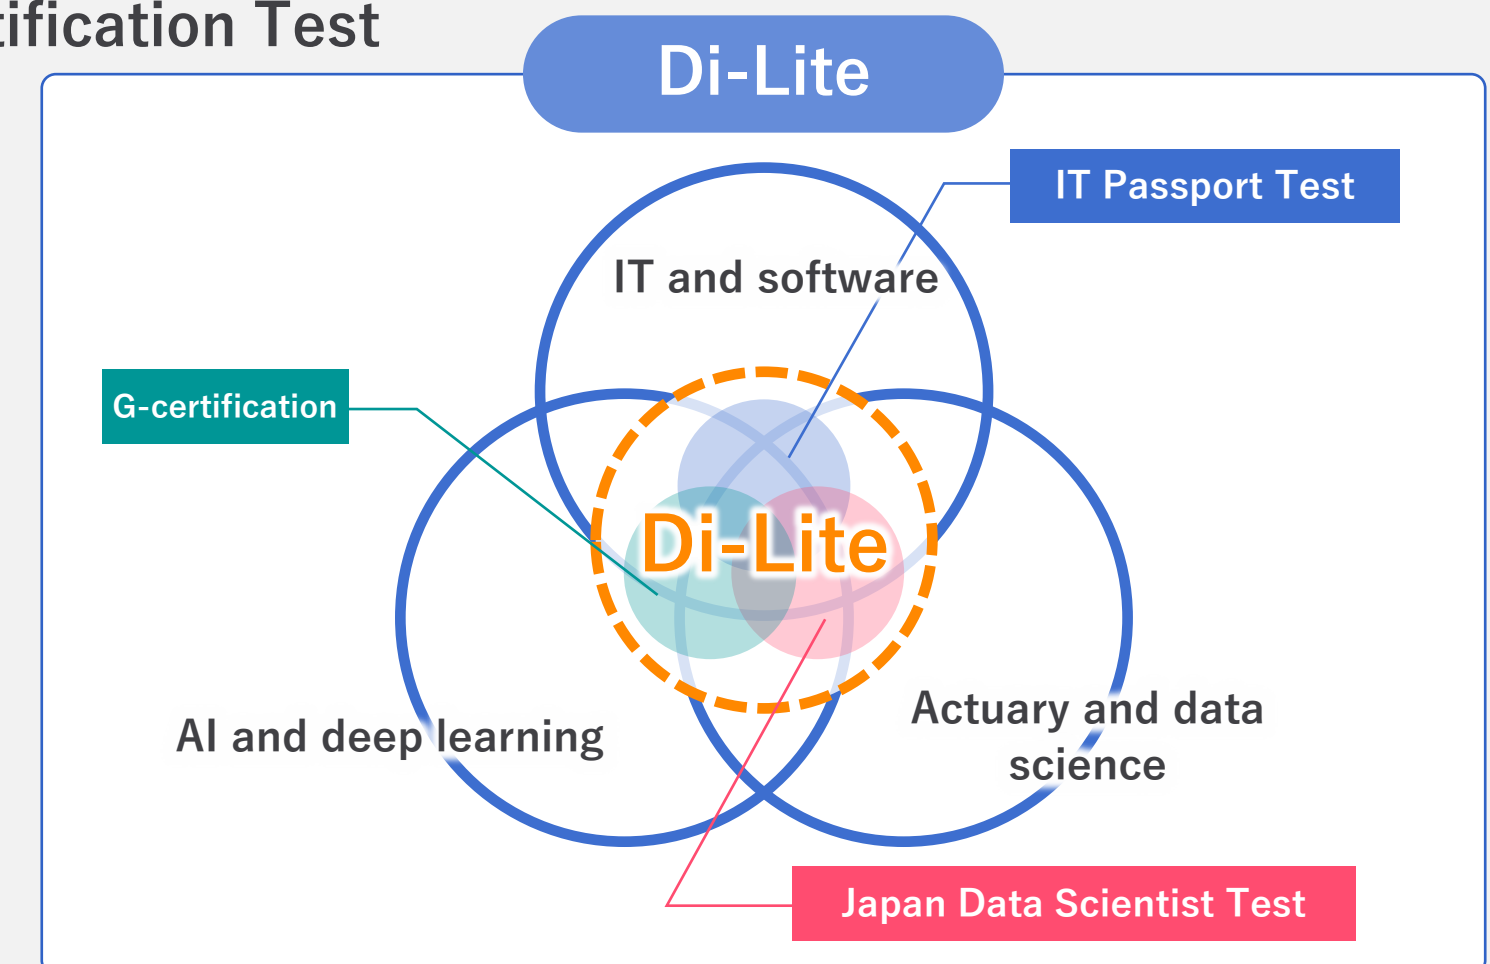 tification Test
Di-Lite
IT Passport Test
IT and software
G-certification
Di-Lite
AI and deep learning
Actuary and data
science
Japan Data Scientist Test